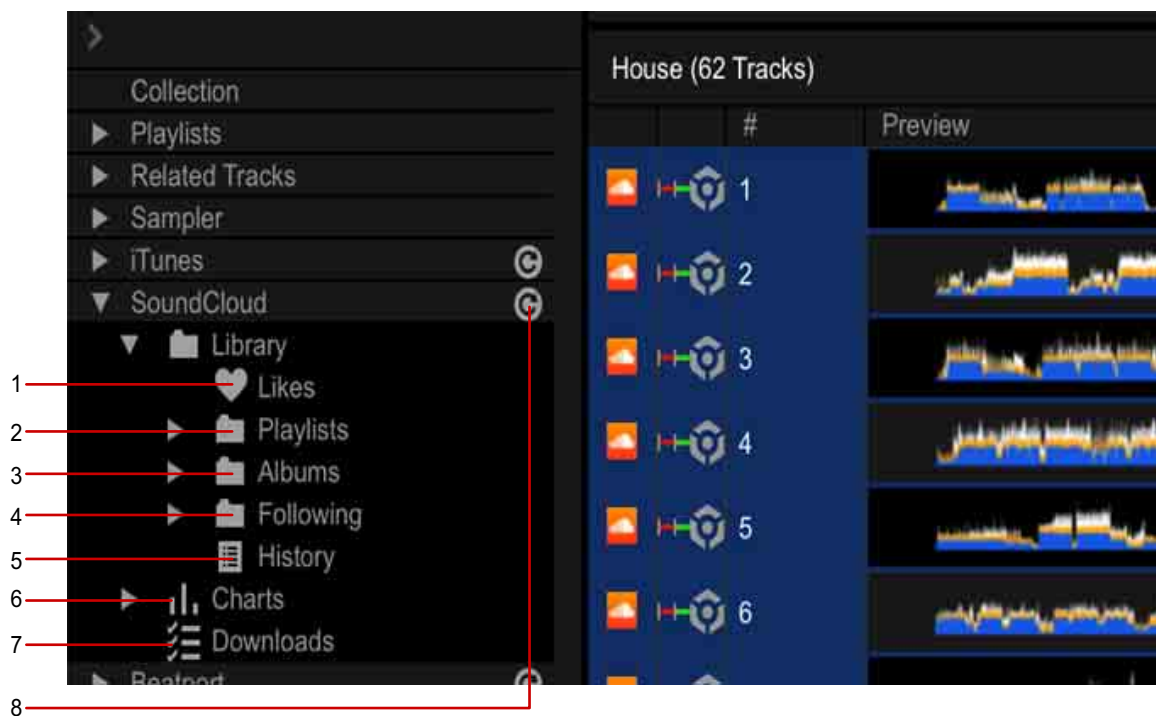 Collection
Playlists
Related Tracks
Sampler
iTunes
SoundCloud
Library
1 Likes
2 Playlists
3 Albums
4 Following
5 History
6 Charts
7 Downloads
Beatport
8
House (62 Tracks)
# Preview
1
2
3
4
5
6